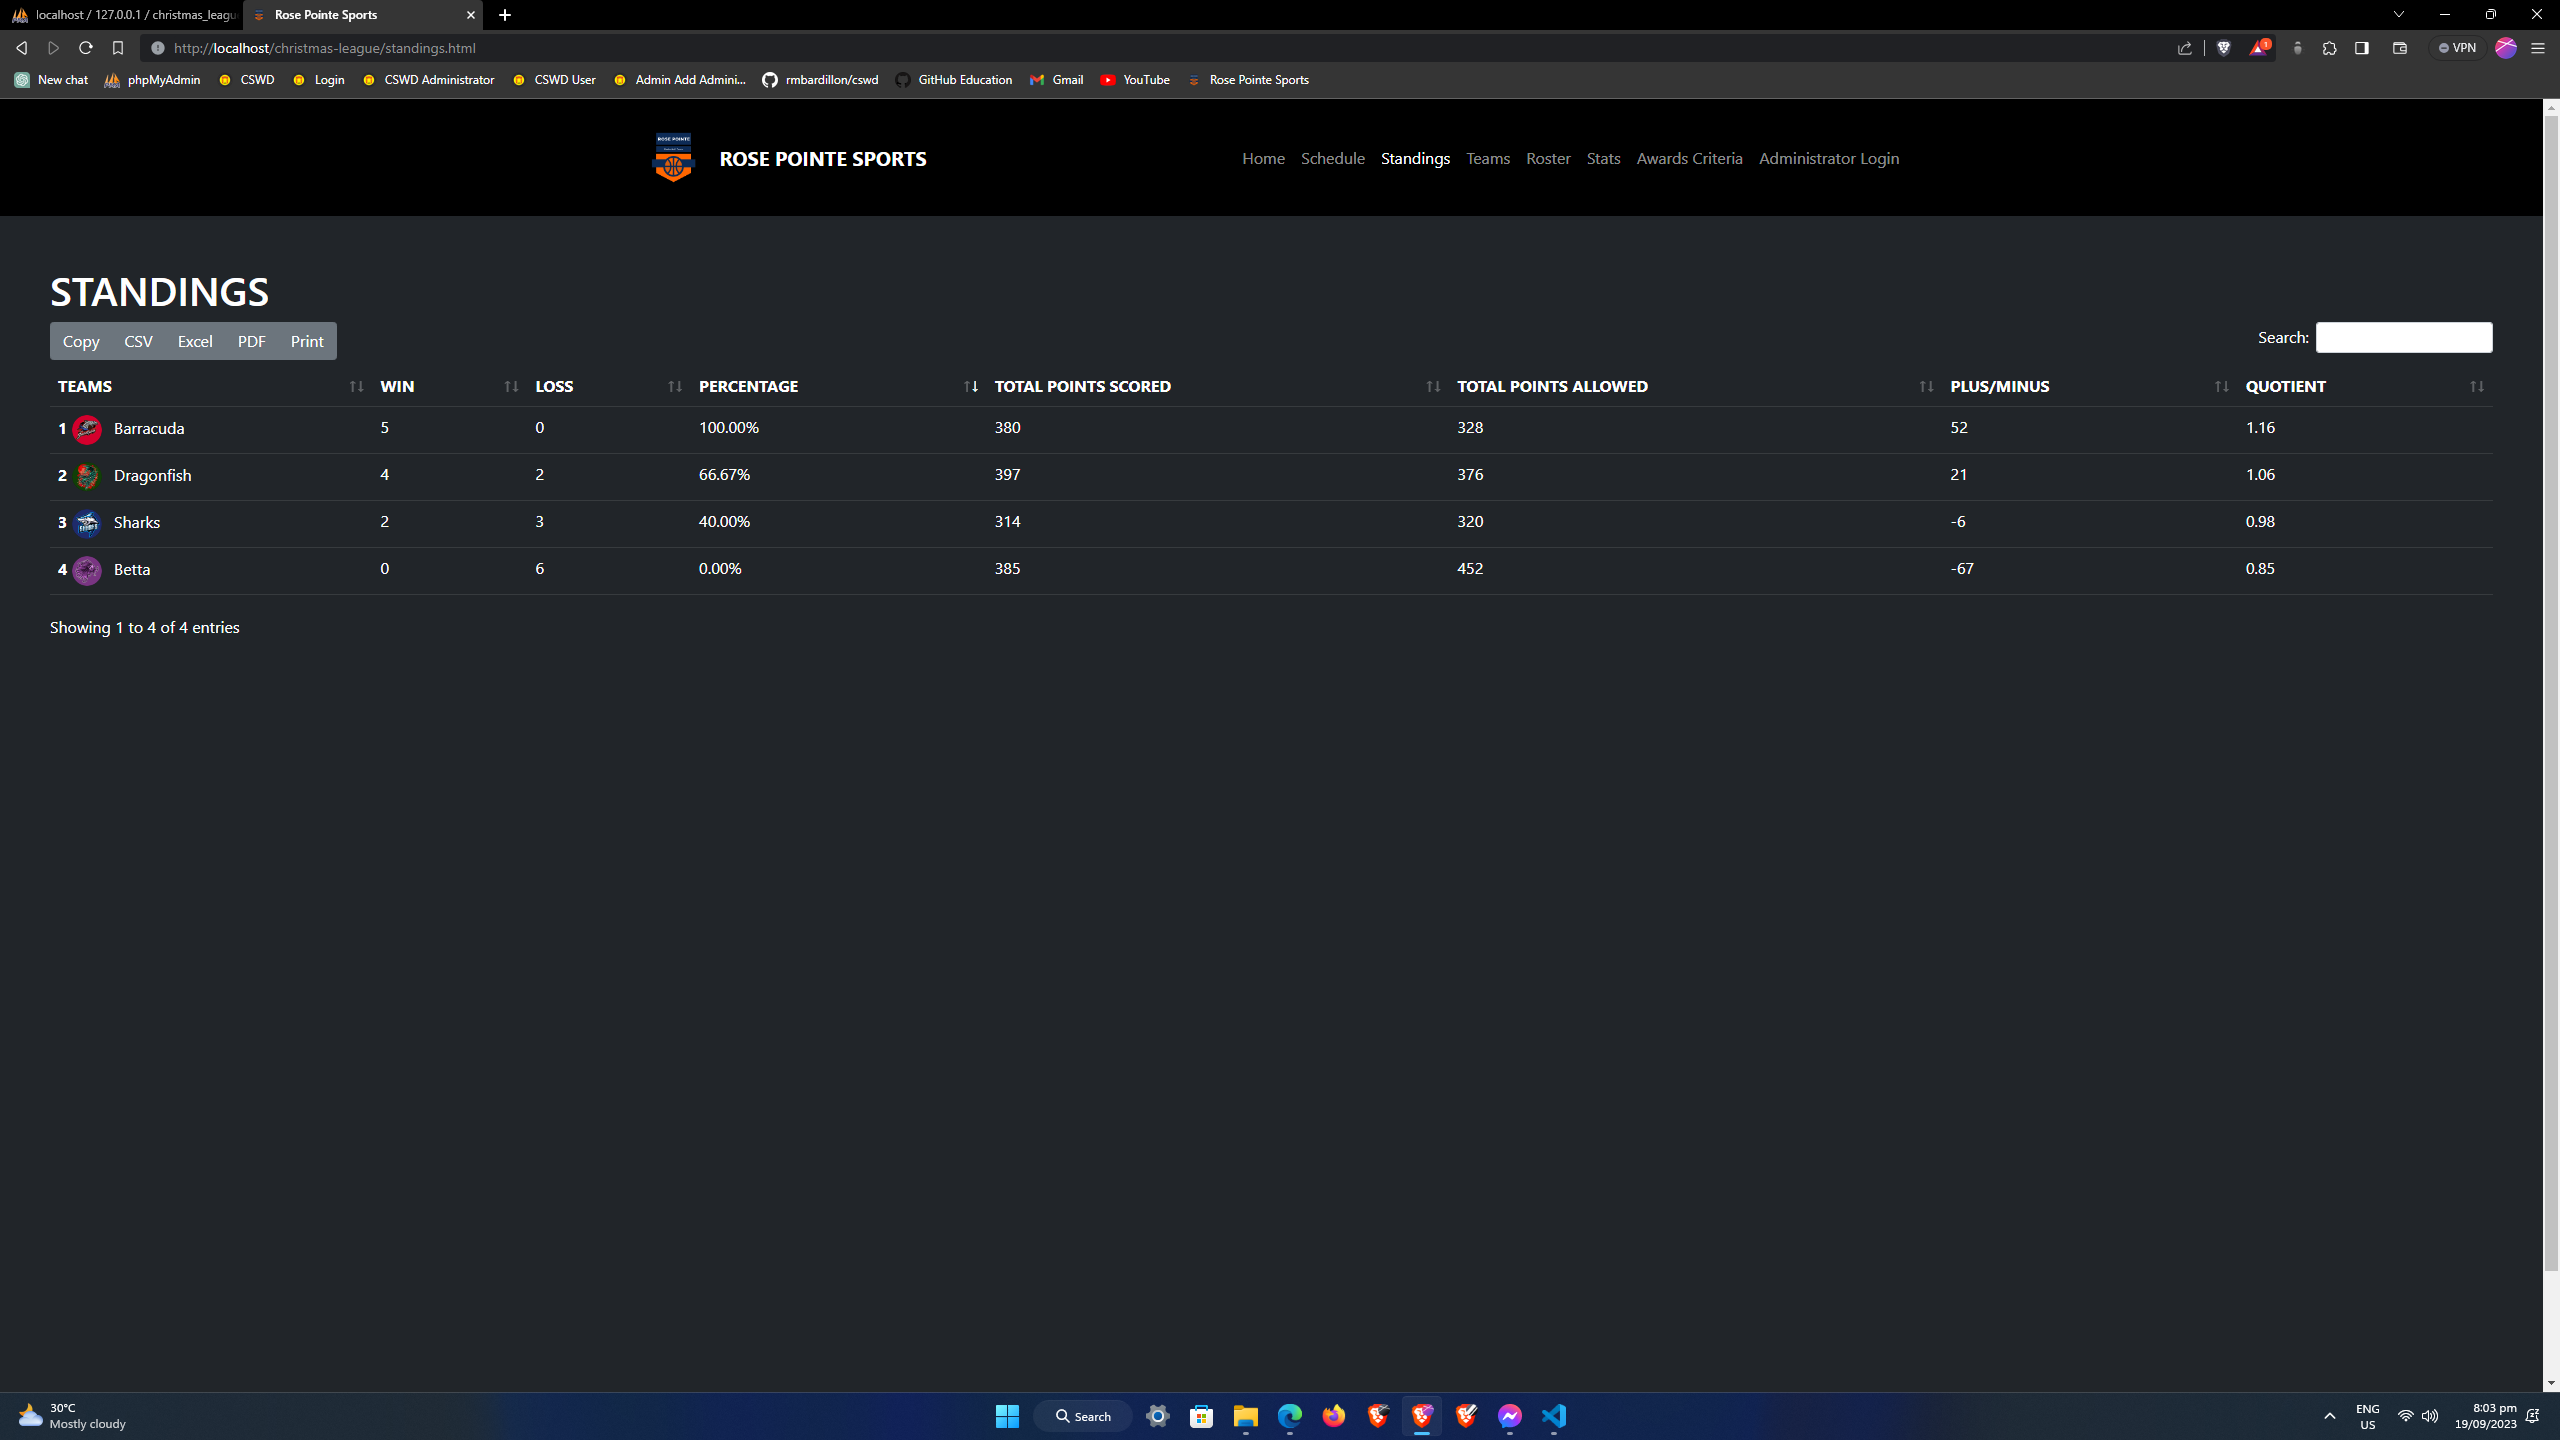 localhost / 127.0.0.1 / christmas_leagu
Rose Pointe Sports
http://localhost/christmas-league/standings.html
1
VPN
New chat
phpMyAdmin
CSWD
Login
CSWD Administrator
CSWD User
Admin Add Admini...
rmbardillon/cswd
GitHub Education
Gmail
YouTube
Rose Pointe Sports
ROSE POINTE
ROSE POINTE SPORTS
Home Schedule Standings Teams Roster Stats Awards Criteria Administrator Login
STANDINGS
Copy CSV Excel PDF Print
Search:
TEAMS WIN LOSS PERCENTAGE TOTAL POINTS SCORED TOTAL POINTS ALLOWED PLUS/MINUS QUOTIENT
1 Barracuda 5 0 100.00% 380 328 52 1.16
2 Dragonfish 4 2 66.67% 397 376 21 1.06
3 Sharks 2 3 40.00% 314 320 -6 0.98
4 Betta 0 6 0.00% 385 452 -67 0.85
Showing 1 to 4 of 4 entries
30°C
Mostly cloudy
Search
ENG
US
8:03 pm
19/09/2023